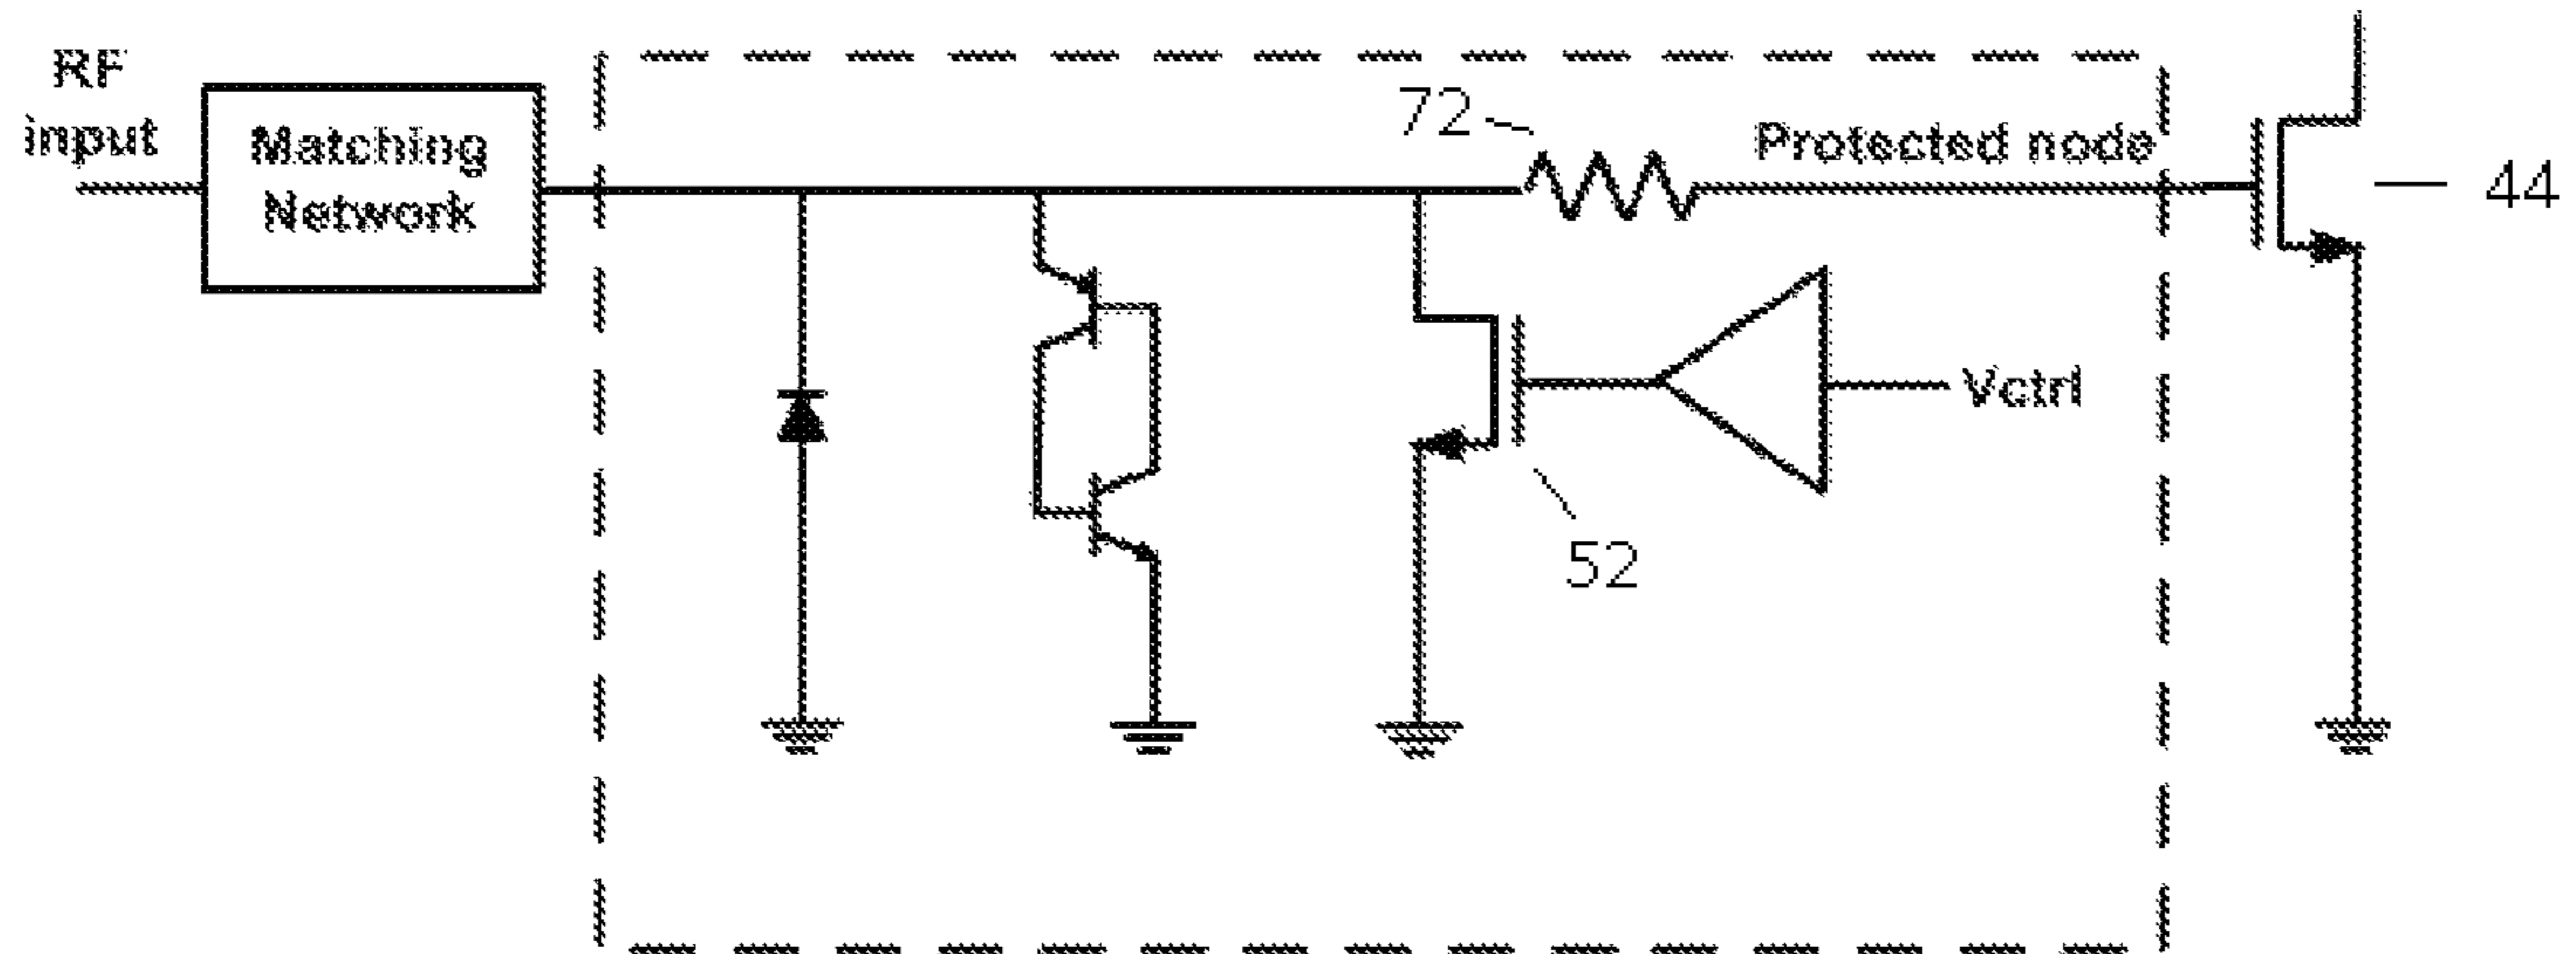 RF
input
Matching
Network
72
Protected node
44
Vctrl
52